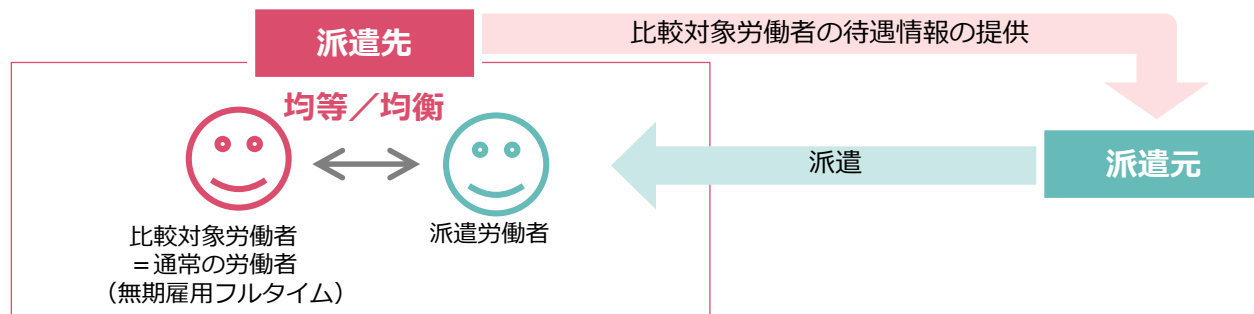 派遣先
比較対象労働者の待遇情報の提供
均等／均衡
派遣
派遣元
比較対象労働者
＝通常の労働者
（無期雇用フルタイム）
派遣労働者